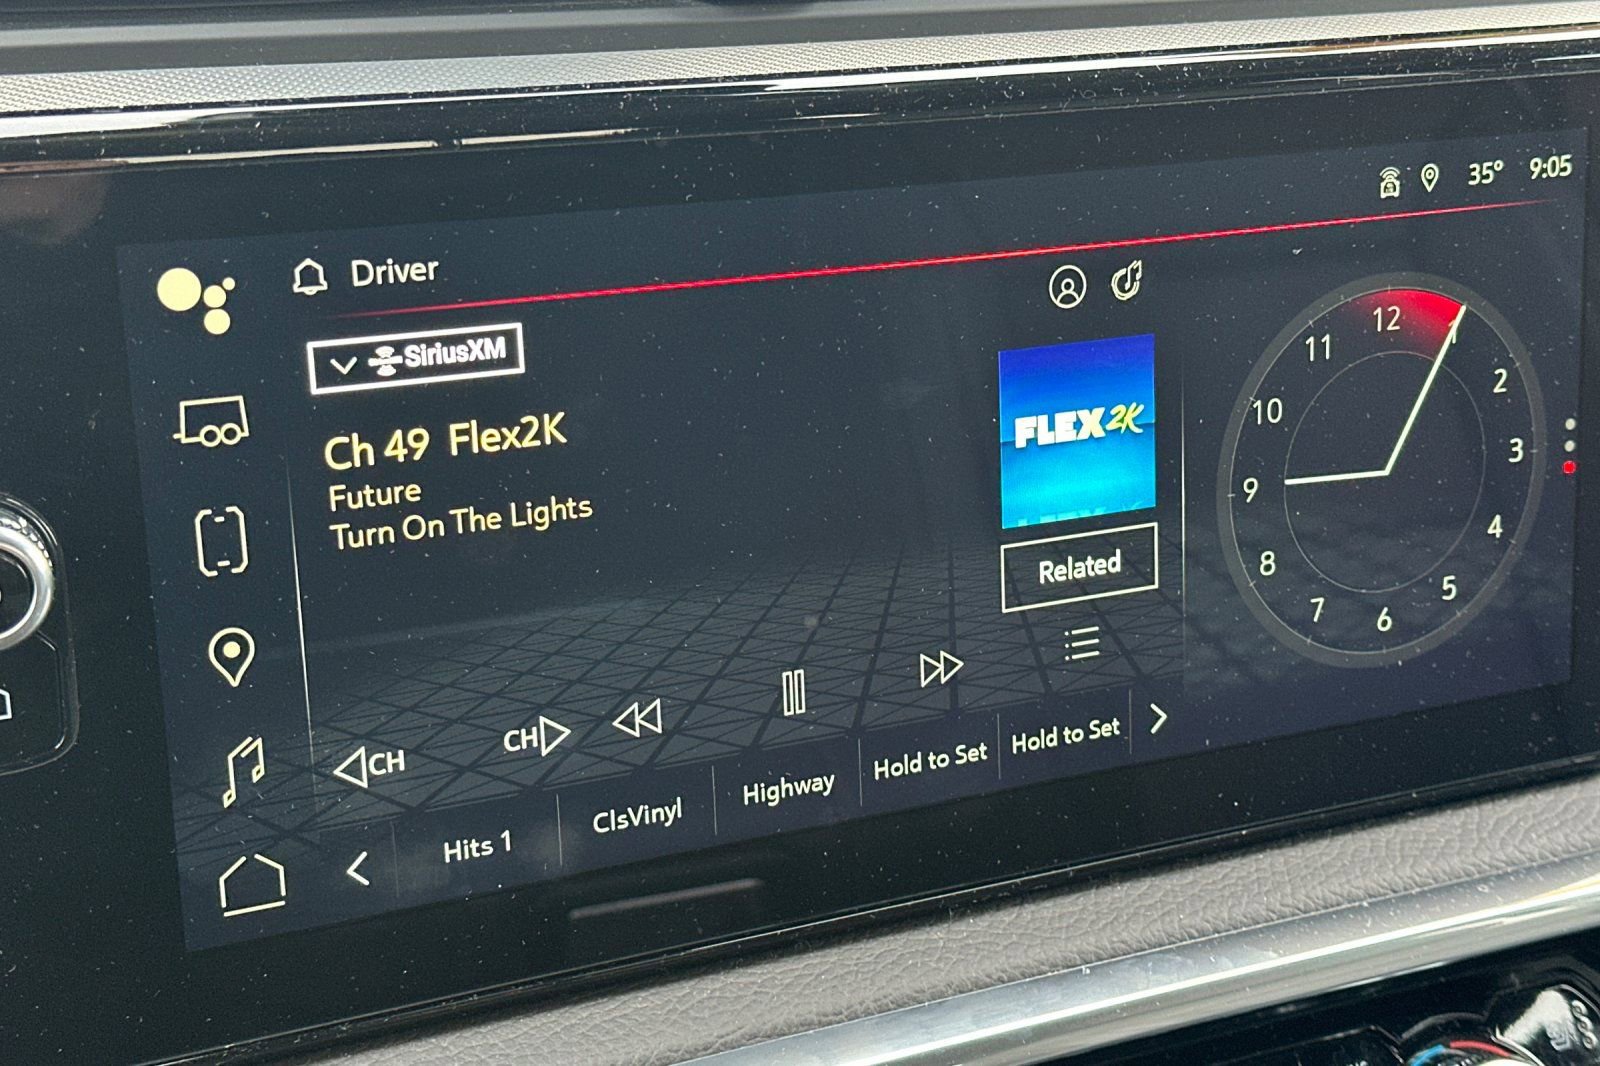 35° 9:05
Driver
SiriusXM
Ch 49 Flex2K
Future
Turn On The Lights
FLEX2K
Related
CH
CH
Hits 1
ClsVinyl
Highway
Hold to Set
Hold to Set
12
1
2
3
4
5
6
7
8
9
10
11